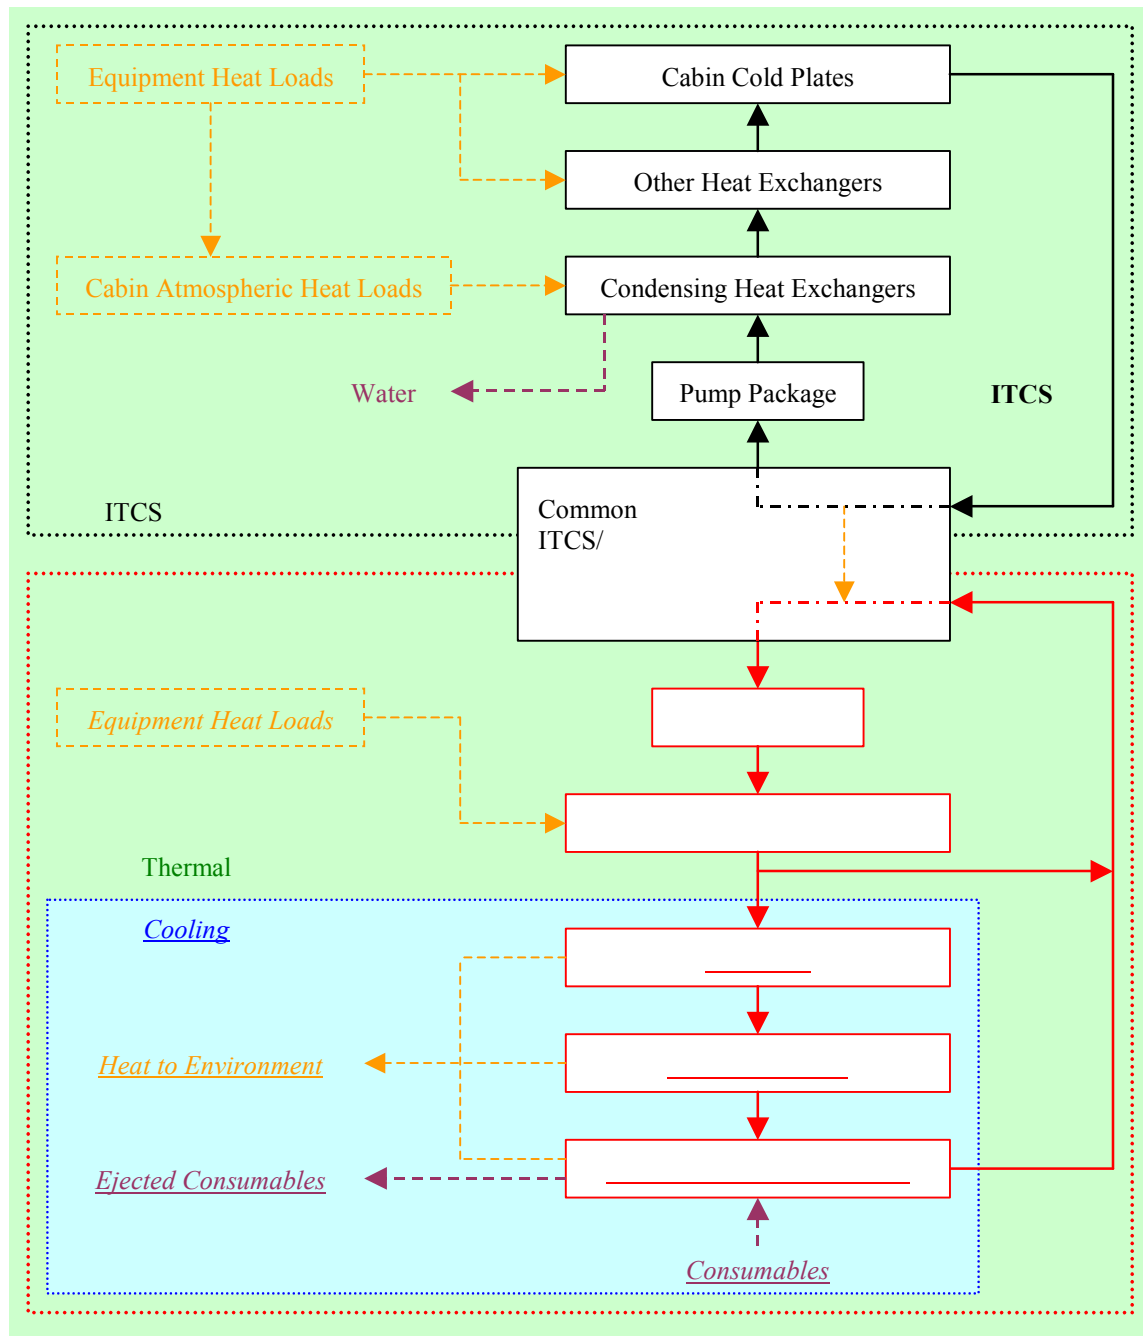 Equipment Heat Loads
Cabin Cold Plates
Other Heat Exchangers
Cabin Atmospheric Heat Loads
Condensing Heat Exchangers
Water
Pump Package
ITCS
ITCS
Common
ITCS/
Equipment Heat Loads
Thermal
Cooling
Heat to Environment
Ejected Consumables
Consumables